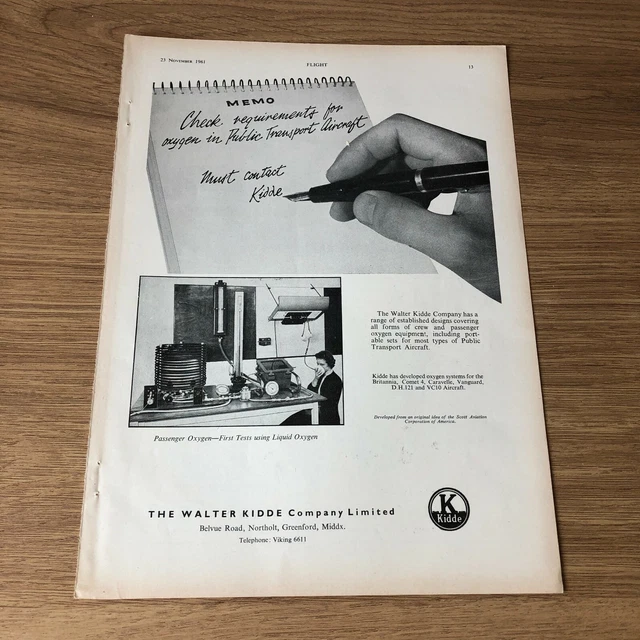 23 November 1961
FLIGHT
13
MEMO
Check requirements for
oxygen in Public Transport Aircraft
Must contact
Kidde
The Walter Kidde Company has a
range of established designs covering
all forms of crew and passenger
oxygen equipment, including port-
able sets for most types of Public
Transport Aircraft.
Kidde has developed oxygen systems for the
Britannia, Comet 4, Caravelle, Vanguard,
D.H.121 and VC10 Aircraft.
Developed from an original idea of the Scott Aviation
Corporation of America.
Passenger Oxygen—First Tests using Liquid Oxygen
THE WALTER KIDDE Company Limited
Belvue Road, Northolt, Greenford, Middx.
Telephone: Viking 6611
K
Kidde